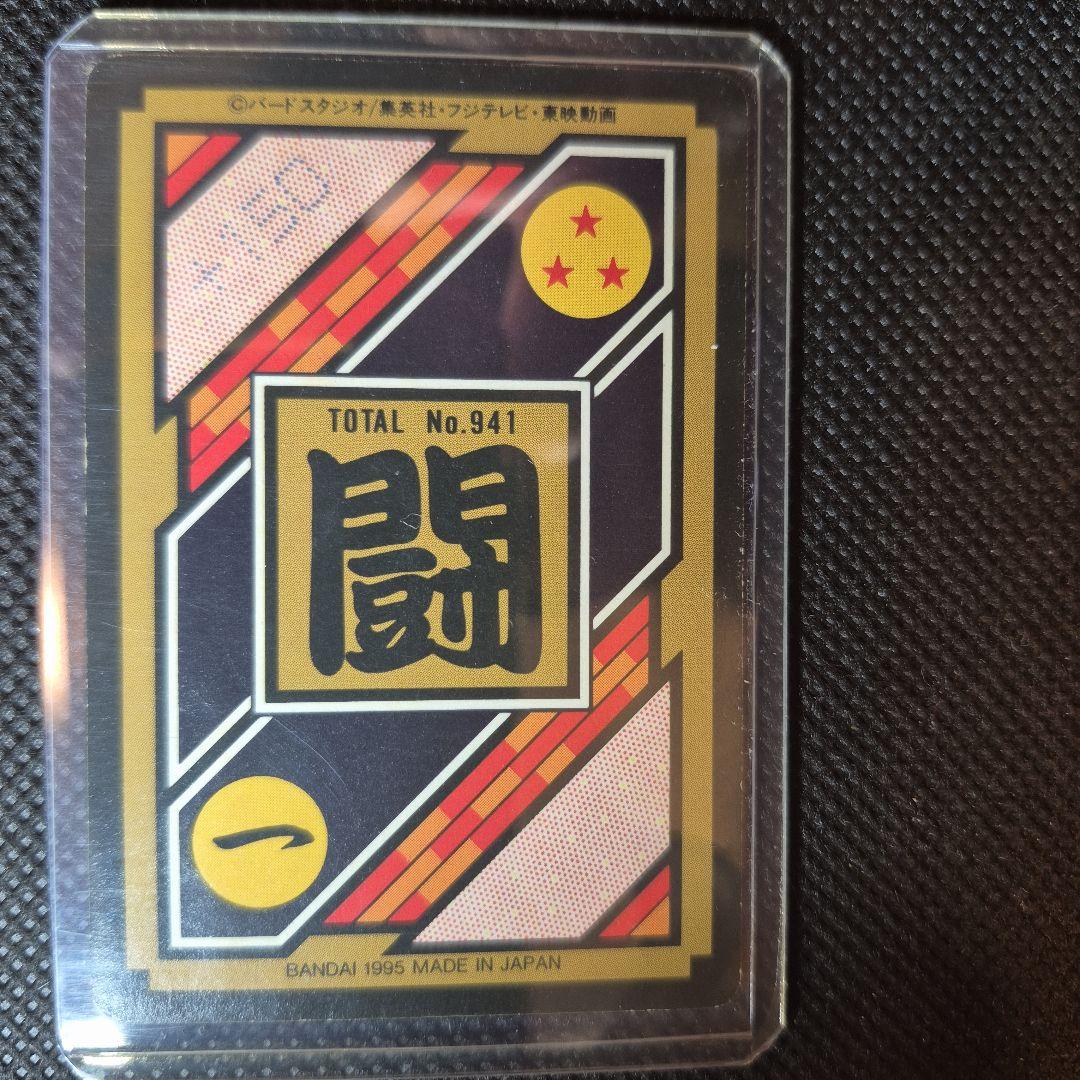 ©バードスタジオ/集英社・フジテレビ・東映動画
×150
TOTAL No.941
闘
一
BANDAI 1995 MADE IN JAPAN